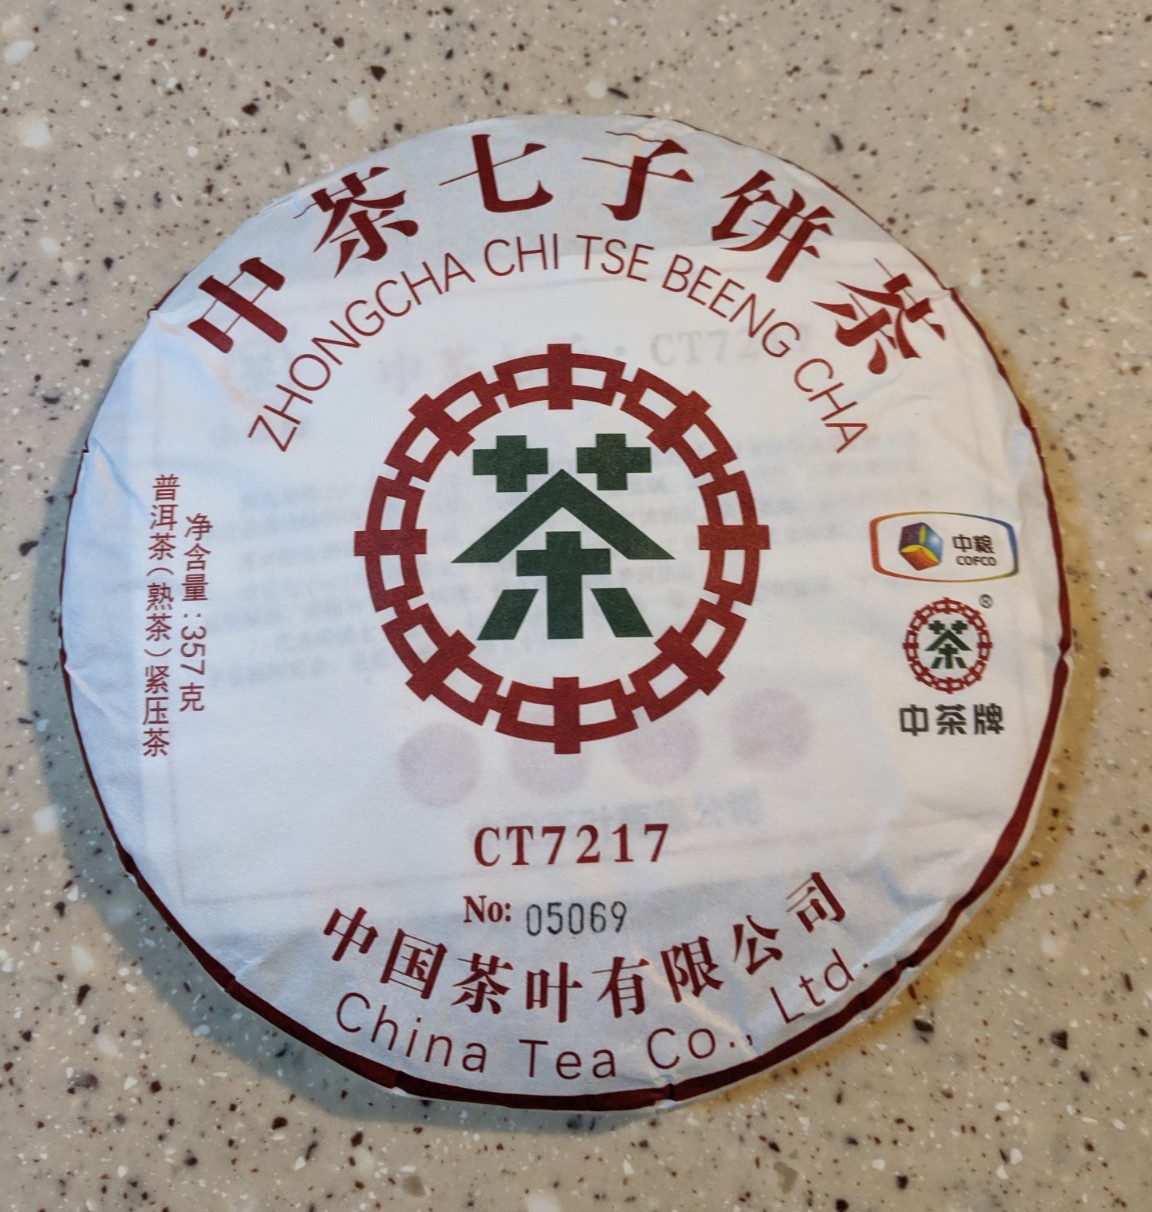 中茶七子饼茶
ZHONGCHA CHI TSE BEENG CHA
茶
净含量:357克
普洱茶(熟茶)紧压茶
中粮
COFCO
茶®
中茶牌
CT7217
No: 05069
中国茶叶有限公司
China Tea Co., Ltd.